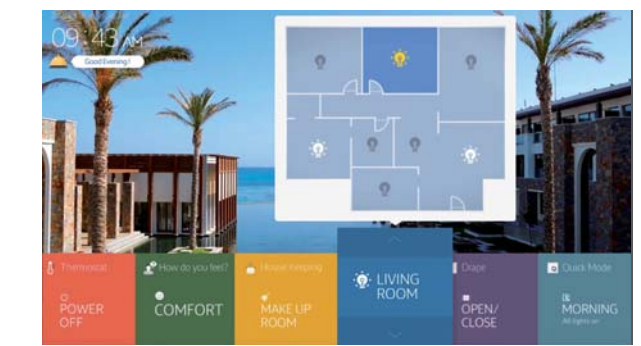 09 : 43 AM
Good Evening !
Thermostat
POWER
OFF
How do you feel?
COMFORT
House Keeping
MAKE UP
ROOM
LIVING
ROOM
Drape
OPEN/
CLOSE
Quick Mode
MORNING
All lights on